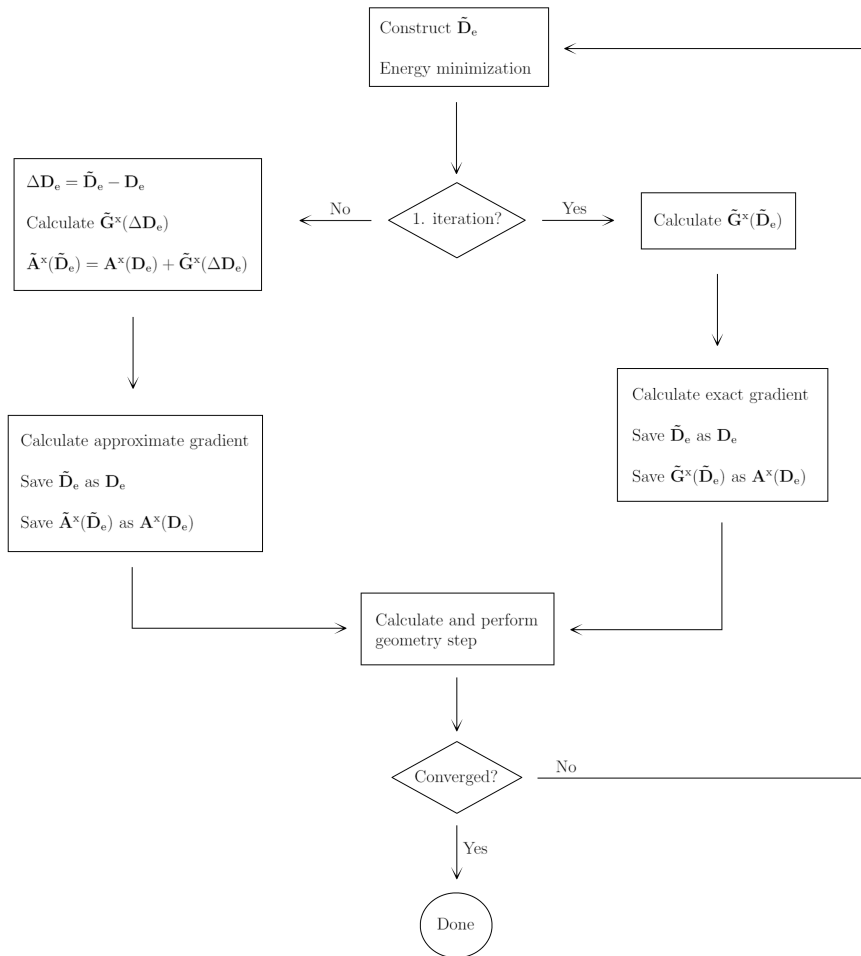 Construct D̃ₑ
Energy minimization
ΔDₑ = D̃ₑ − Dₑ
Calculate G̃ˣ(ΔDₑ)
Ãˣ(D̃ₑ) = Aˣ(Dₑ) + G̃ˣ(ΔDₑ)
No
1. iteration?
Yes
Calculate G̃ˣ(D̃ₑ)
Calculate approximate gradient
Save D̃ₑ as Dₑ
Save Ãˣ(D̃ₑ) as Aˣ(Dₑ)
Calculate exact gradient
Save D̃ₑ as Dₑ
Save G̃ˣ(D̃ₑ) as Aˣ(Dₑ)
Calculate and perform
geometry step
Converged?
No
Yes
Done